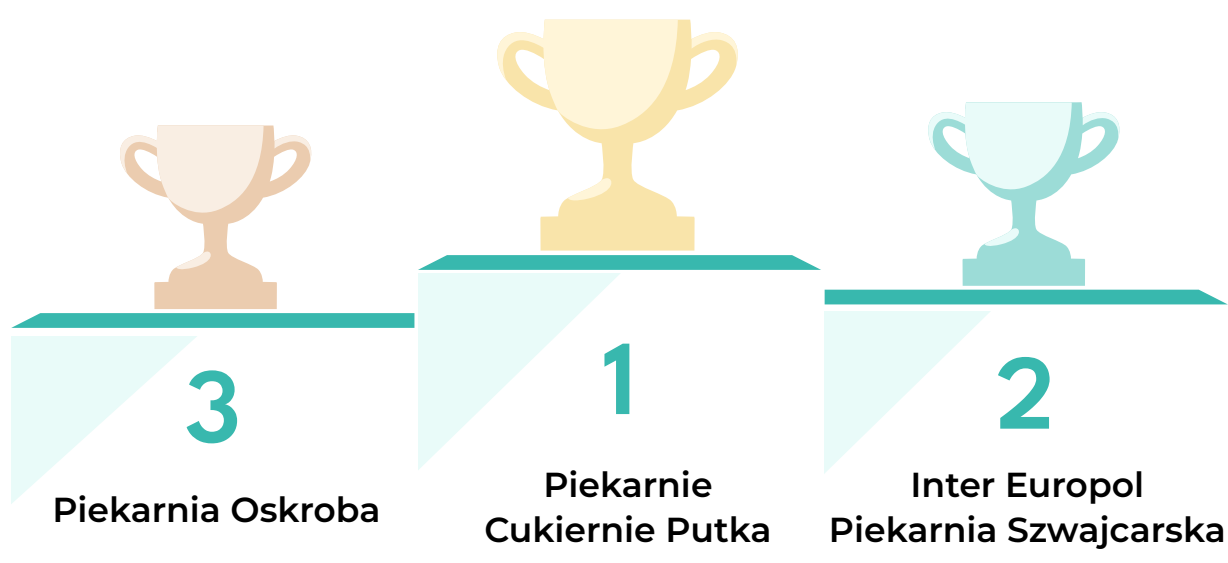 3
Piekarnia Oskroba
1
Piekarnie
Cukiernie Putka
2
Inter Europol
Piekarnia Szwajcarska